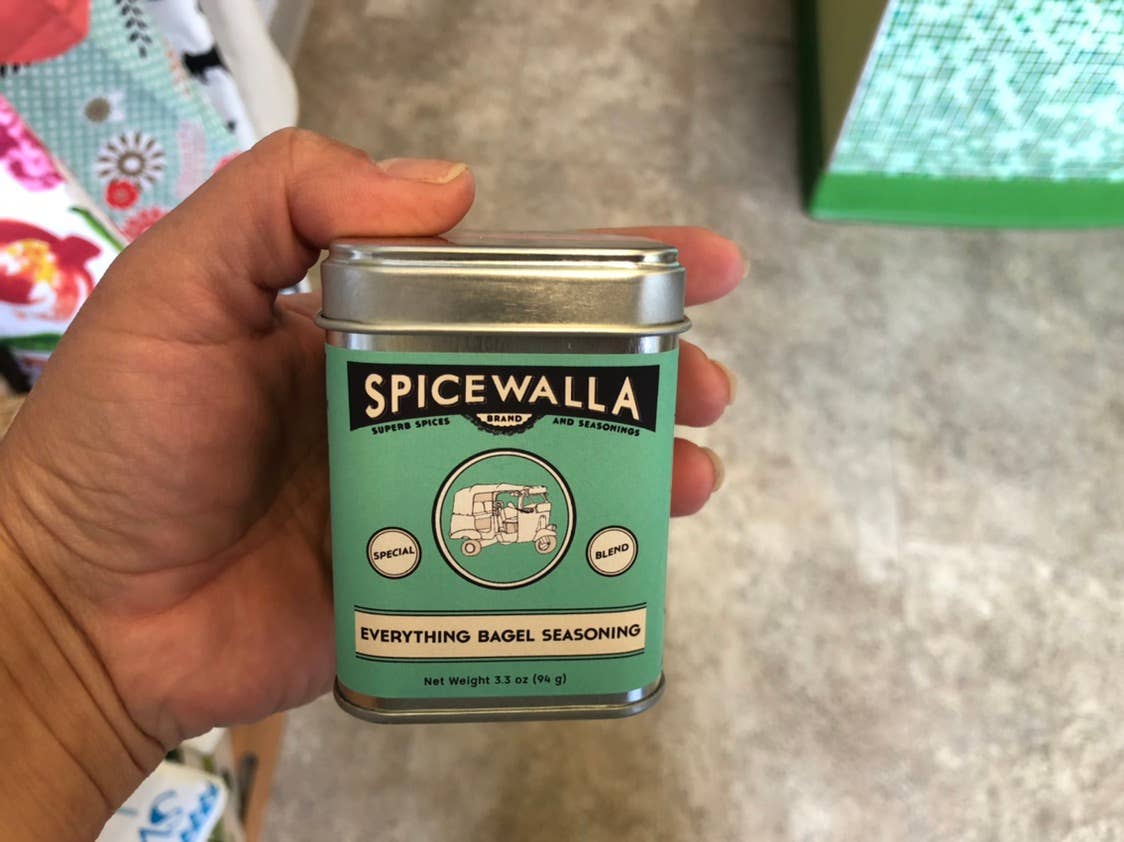 SPICEWALLA
BRAND
SUPERB SPICES AND SEASONINGS
SPECIAL
BLEND
EVERYTHING BAGEL SEASONING
Net Weight 3.3 oz (94 g)